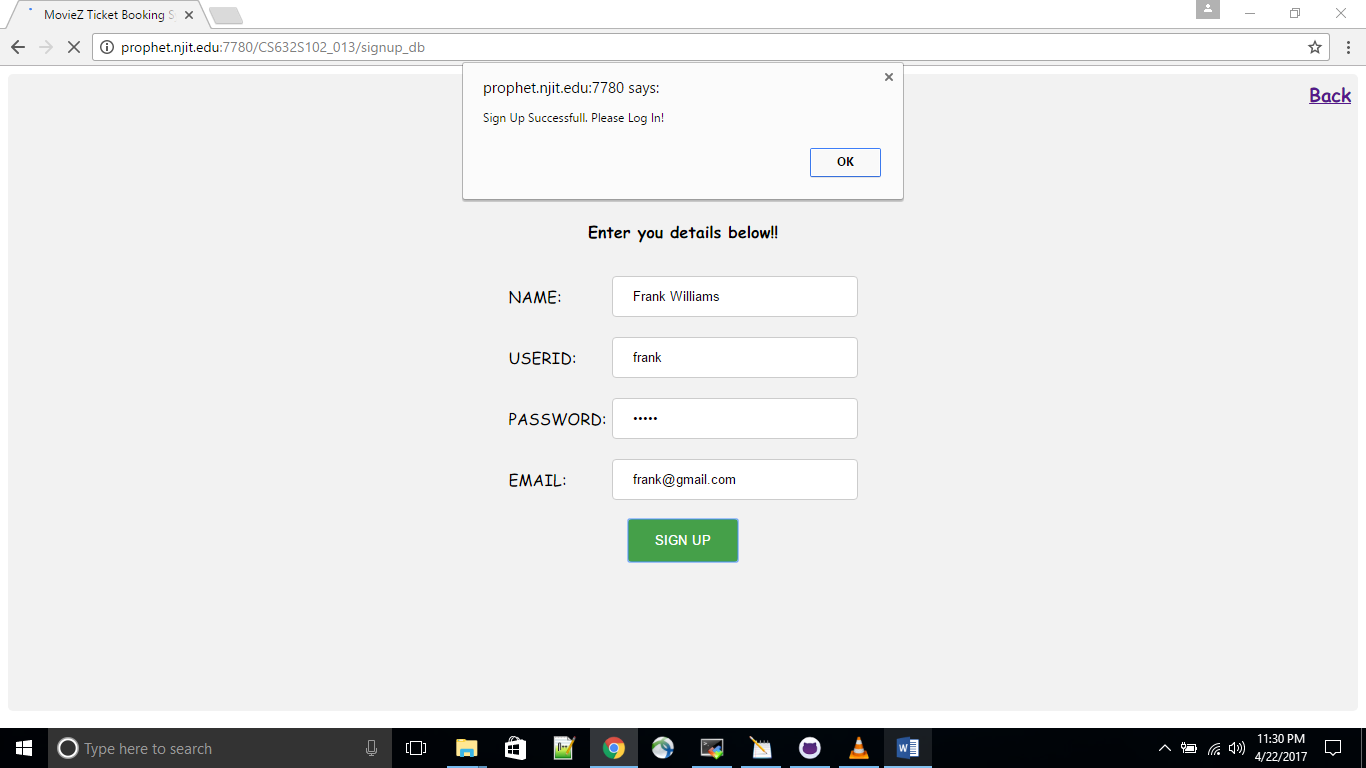 MovieZ Ticket Booking S
prophet.njit.edu:7780/CS632S102_013/signup_db
prophet.njit.edu:7780 says:
Sign Up Successfull. Please Log In!
OK
Back
Enter you details below!!
NAME: Frank Williams
USERID: frank
PASSWORD: •••••
EMAIL: frank@gmail.com
SIGN UP
Type here to search
11:30 PM
4/22/2017